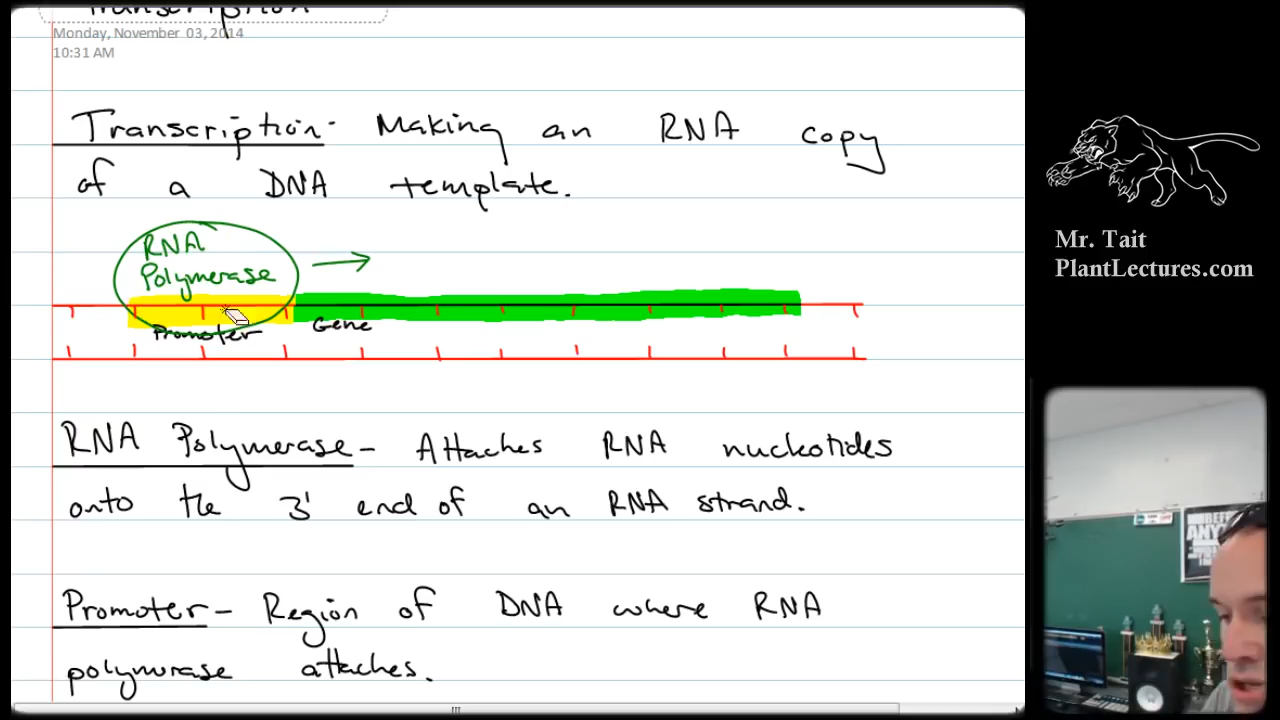 Transcription
Monday, November 03, 2014
10:31 AM
Transcription- Making an RNA copy
of a DNA template.
RNA
Polymerase
Promoter
Gene
RNA Polymerase- Attaches RNA nucleotides
onto the 3' end of an RNA strand.
Promoter- Region of DNA where RNA
polymerase attaches.
Mr. Tait
PlantLectures.com
ANY